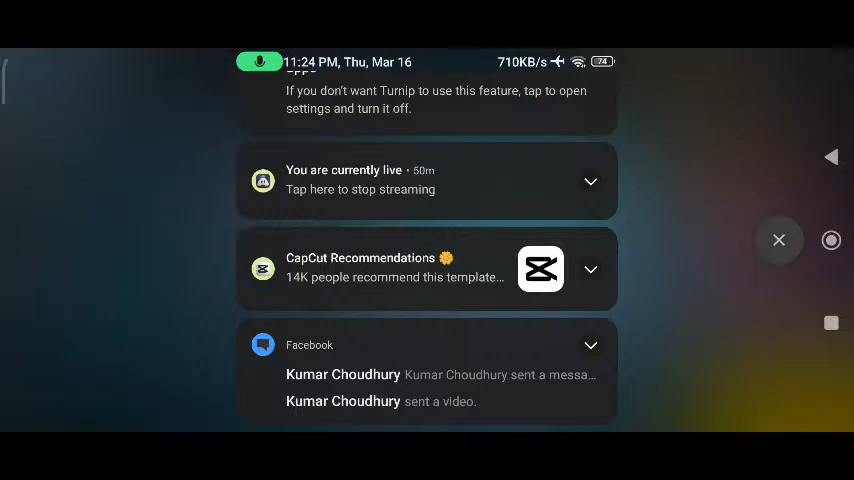 11:24 PM, Thu, Mar 16 710KB/s 74
apps
If you don't want Turnip to use this feature, tap to open
settings and turn it off.
You are currently live • 50m
Tap here to stop streaming
CapCut Recommendations 🌼
14K people recommend this template...
Facebook
Kumar Choudhury Kumar Choudhury sent a messa...
Kumar Choudhury sent a video.